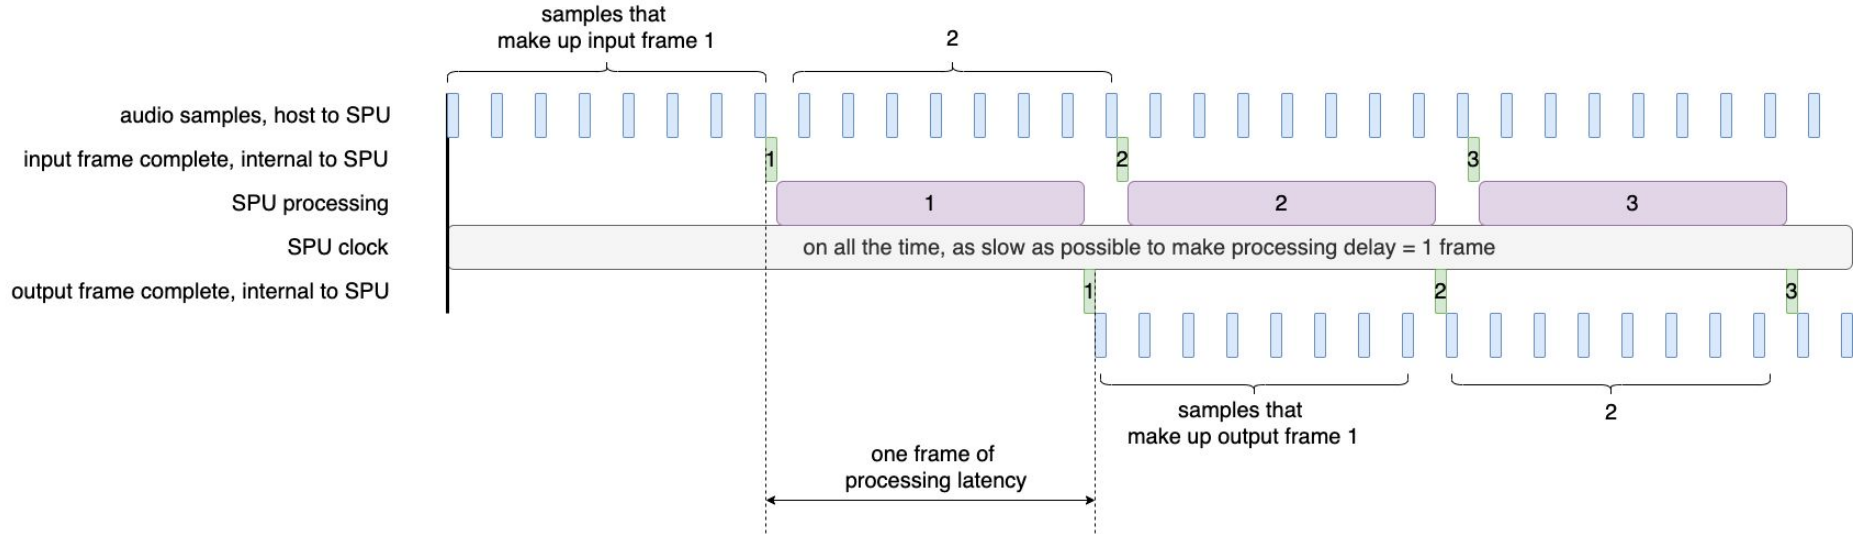 samples that
make up input frame 1
2
audio samples, host to SPU
input frame complete, internal to SPU
1
2
3
SPU processing
1
2
3
SPU clock
on all the time, as slow as possible to make processing delay = 1 frame
output frame complete, internal to SPU
1
2
3
samples that
make up output frame 1
2
one frame of
processing latency